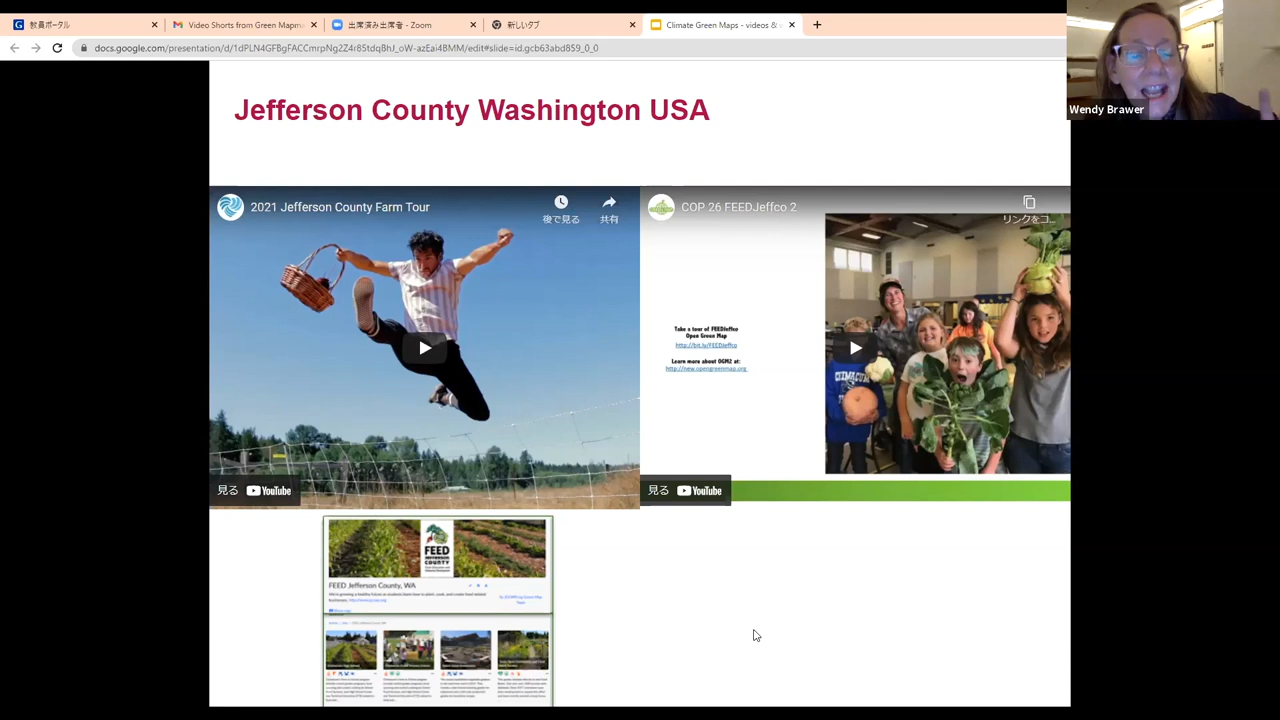 教員ポータル
Video Shorts from Green Mapm
出席済み出席者 - Zoom
新しいタブ
Climate Green Maps - videos &
docs.google.com/presentation/d/1dPLN4GFBgFACCmrpNg2Z4r85tdqBhJ_oW-azEai4BMM/edit#slide=id.gcb63abd859_0_0
Wendy Brawer
Jefferson County Washington USA
2021 Jefferson County Farm Tour
後で見る
共有
COP 26 FEEDJeffco 2
リンクをコ...
Take a tour of FEEDJeffco
Open Green Map
http://bit.ly/FEEDJeffco
Learn more about OGM2 at:
http://new.opengreenmap.org
CHIMACUM
見る YouTube
見る YouTube
FEED
JEFFERSON
COUNTY
FEED Jefferson County, WA